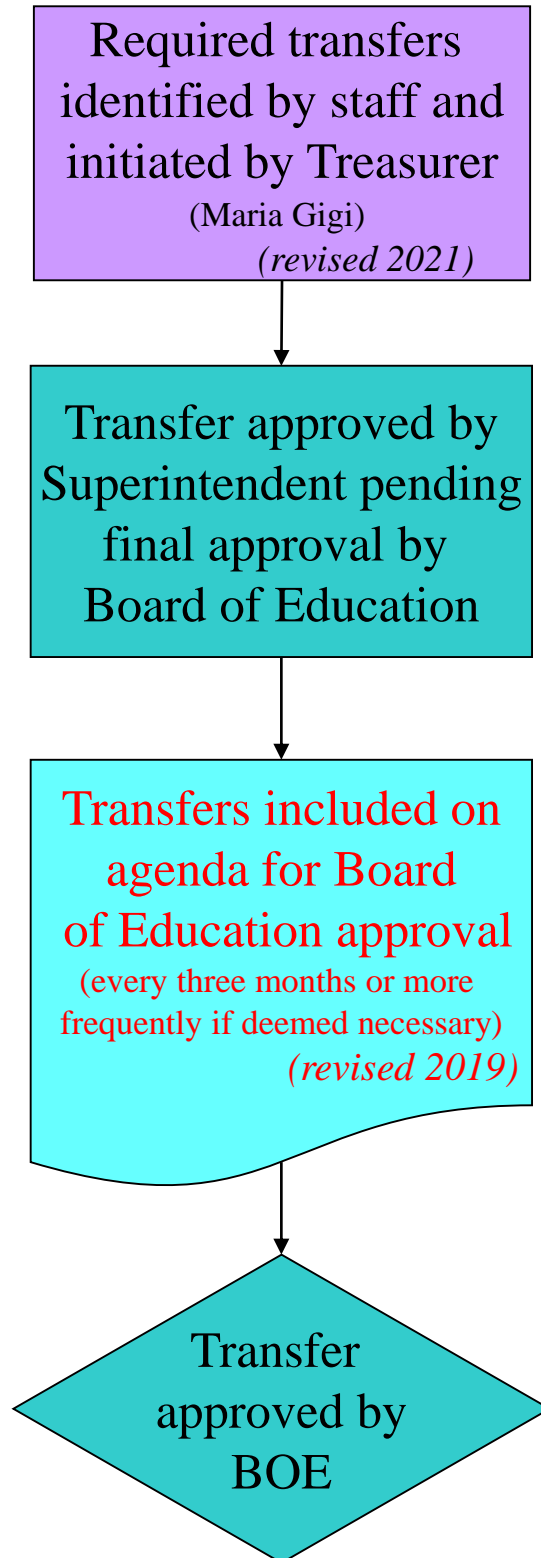 Required transfers
identified by staff and
initiated by Treasurer
(Maria Gigi)
(revised 2021)
Transfer approved by
Superintendent pending
final approval by
Board of Education
Transfers included on
agenda for Board
of Education approval
(every three months or more
frequently if deemed necessary)
(revised 2019)
Transfer
approved by
BOE